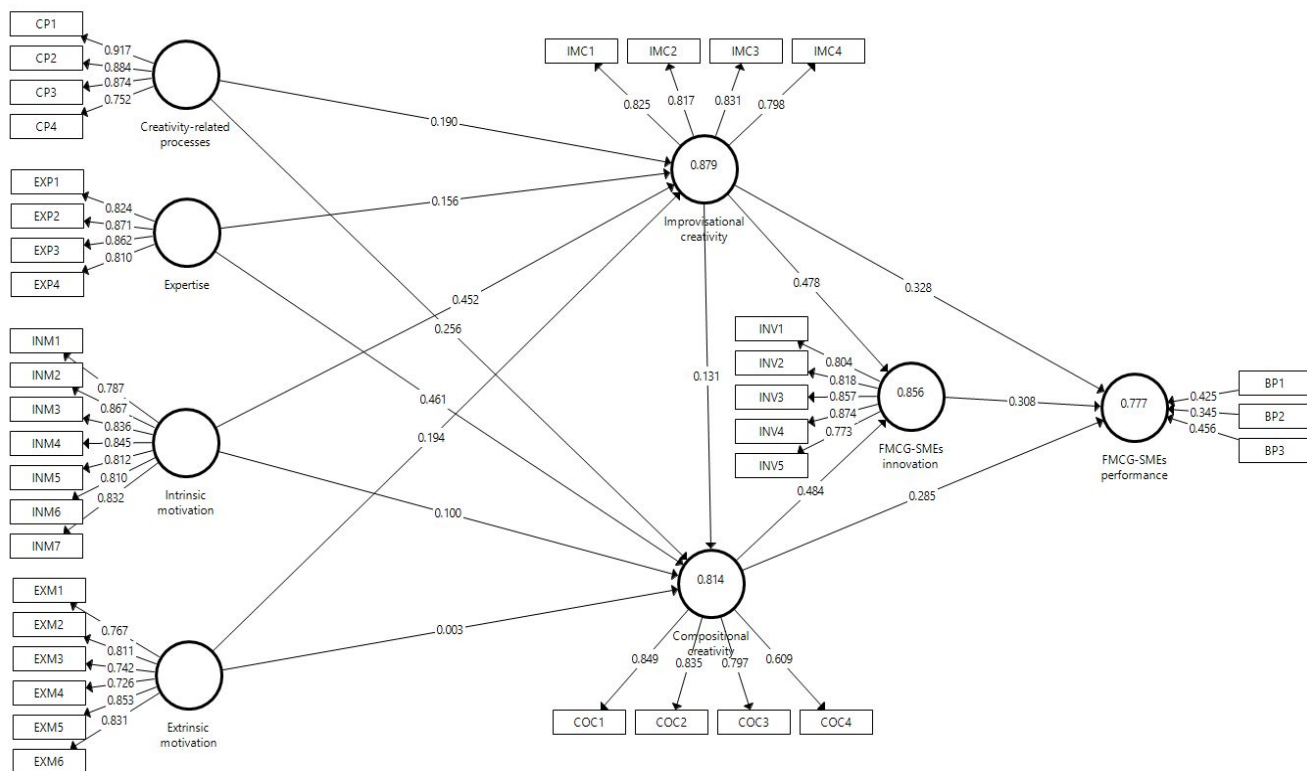 CP1
CP2
CP3
CP4
0.917
0.884
0.874
0.752
Creativity-related
processes
EXP1
EXP2
EXP3
EXP4
0.824
0.871
0.862
0.810
Expertise
INM1
INM2
INM3
INM4
INM5
INM6
INM7
0.787
0.867
0.836
0.845
0.812
0.810
0.832
Intrinsic
motivation
EXM1
EXM2
EXM3
EXM4
EXM5
EXM6
0.767
0.811
0.742
0.726
0.853
0.831
Extrinsic
motivation
0.190
0.156
0.452
0.256
0.461
0.194
0.100
0.003
IMC1
IMC2
IMC3
IMC4
0.825
0.817
0.831
0.798
0.879
Improvisational
creativity
0.478
0.328
0.131
INV1
INV2
INV3
INV4
INV5
0.804
0.818
0.857
0.874
0.773
0.856
FMCG-SMEs
innovation
0.308
0.484
0.285
0.777
FMCG-SMEs
performance
0.425
0.345
0.456
BP1
BP2
BP3
0.814
Compositional
creativity
0.849
0.835
0.797
0.609
COC1
COC2
COC3
COC4